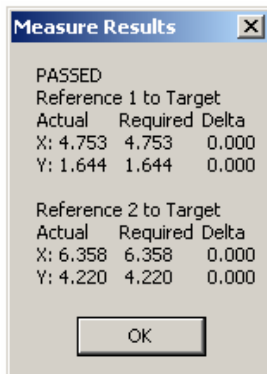 Measure Results
PASSED
Reference 1 to Target
Actual Required Delta
X: 4.753 4.753 0.000
Y: 1.644 1.644 0.000
Reference 2 to Target
Actual Required Delta
X: 6.358 6.358 0.000
Y: 4.220 4.220 0.000
OK